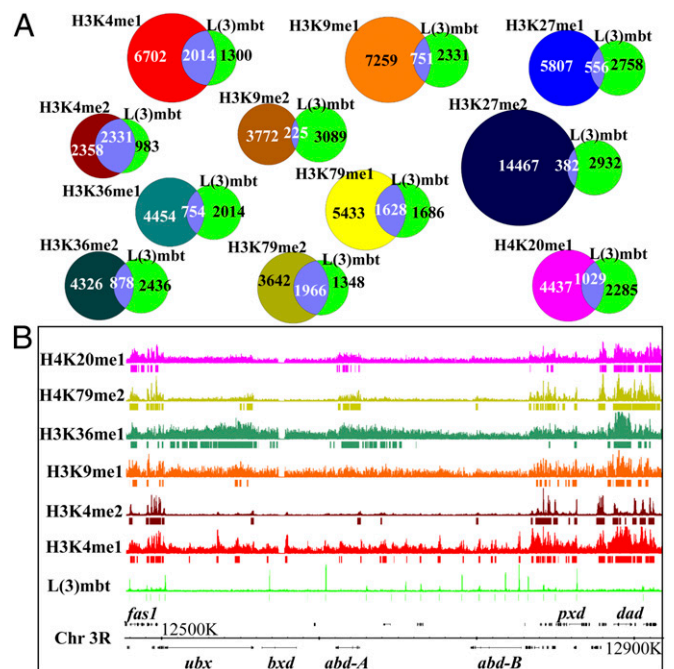 A
H3K4me1 L(3)mbt
6702 2014 1300
H3K9me1 L(3)mbt
7259 751 2331
H3K27me1 L(3)mbt
5807 556 2758
H3K4me2 L(3)mbt
2358 2331 983
H3K9me2 L(3)mbt
3772 225 3089
H3K27me2 L(3)mbt
14467 382 2932
H3K36me1 L(3)mbt
4454 754 2014
H3K79me1 L(3)mbt
5433 1628 1686
H3K36me2 L(3)mbt
4326 878 2436
H3K79me2 L(3)mbt
3642 1966 1348
H4K20me1 L(3)mbt
4437 1029 2285
B
H4K20me1
H4K79me2
H3K36me1
H3K9me1
H3K4me2
H3K4me1
L(3)mbt
fas1 pxd dad
Chr 3R 12500K 12900K
ubx bxd abd-A abd-B